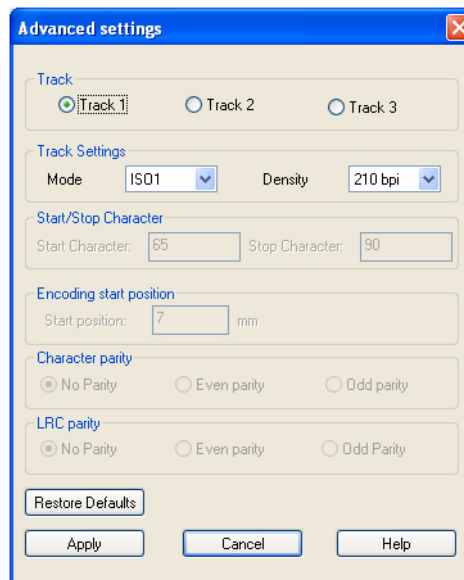 Advanced settings
Track
Track 1 Track 2 Track 3
Track Settings
Mode ISO1 Density 210 bpi
Start/Stop Character
Start Character: 65 Stop Character: 90
Encoding start position
Start position: 7 mm
Character parity
No Parity Even parity Odd parity
LRC parity
No Parity Even parity Odd Parity
Restore Defaults
Apply Cancel Help